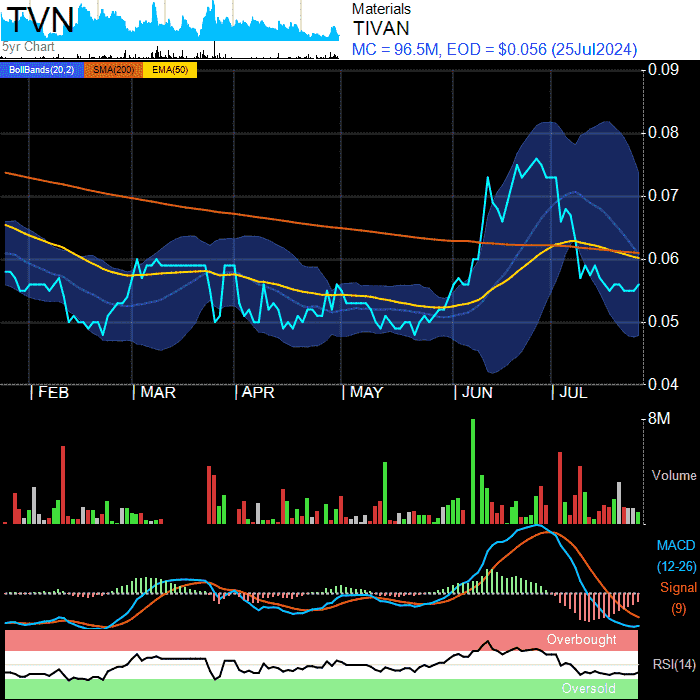 TVN
5yr Chart
Materials
TIVAN
MC = 96.5M, EOD = $0.056 (25Jul2024)
BollBands(20,2) SMA(200) EMA(50)
0.09
0.08
0.07
0.06
0.05
0.04
FEB MAR APR MAY JUN JUL
8M
Volume
MACD
(12-26)
Signal
(9)
Overbought
RSI(14)
Oversold